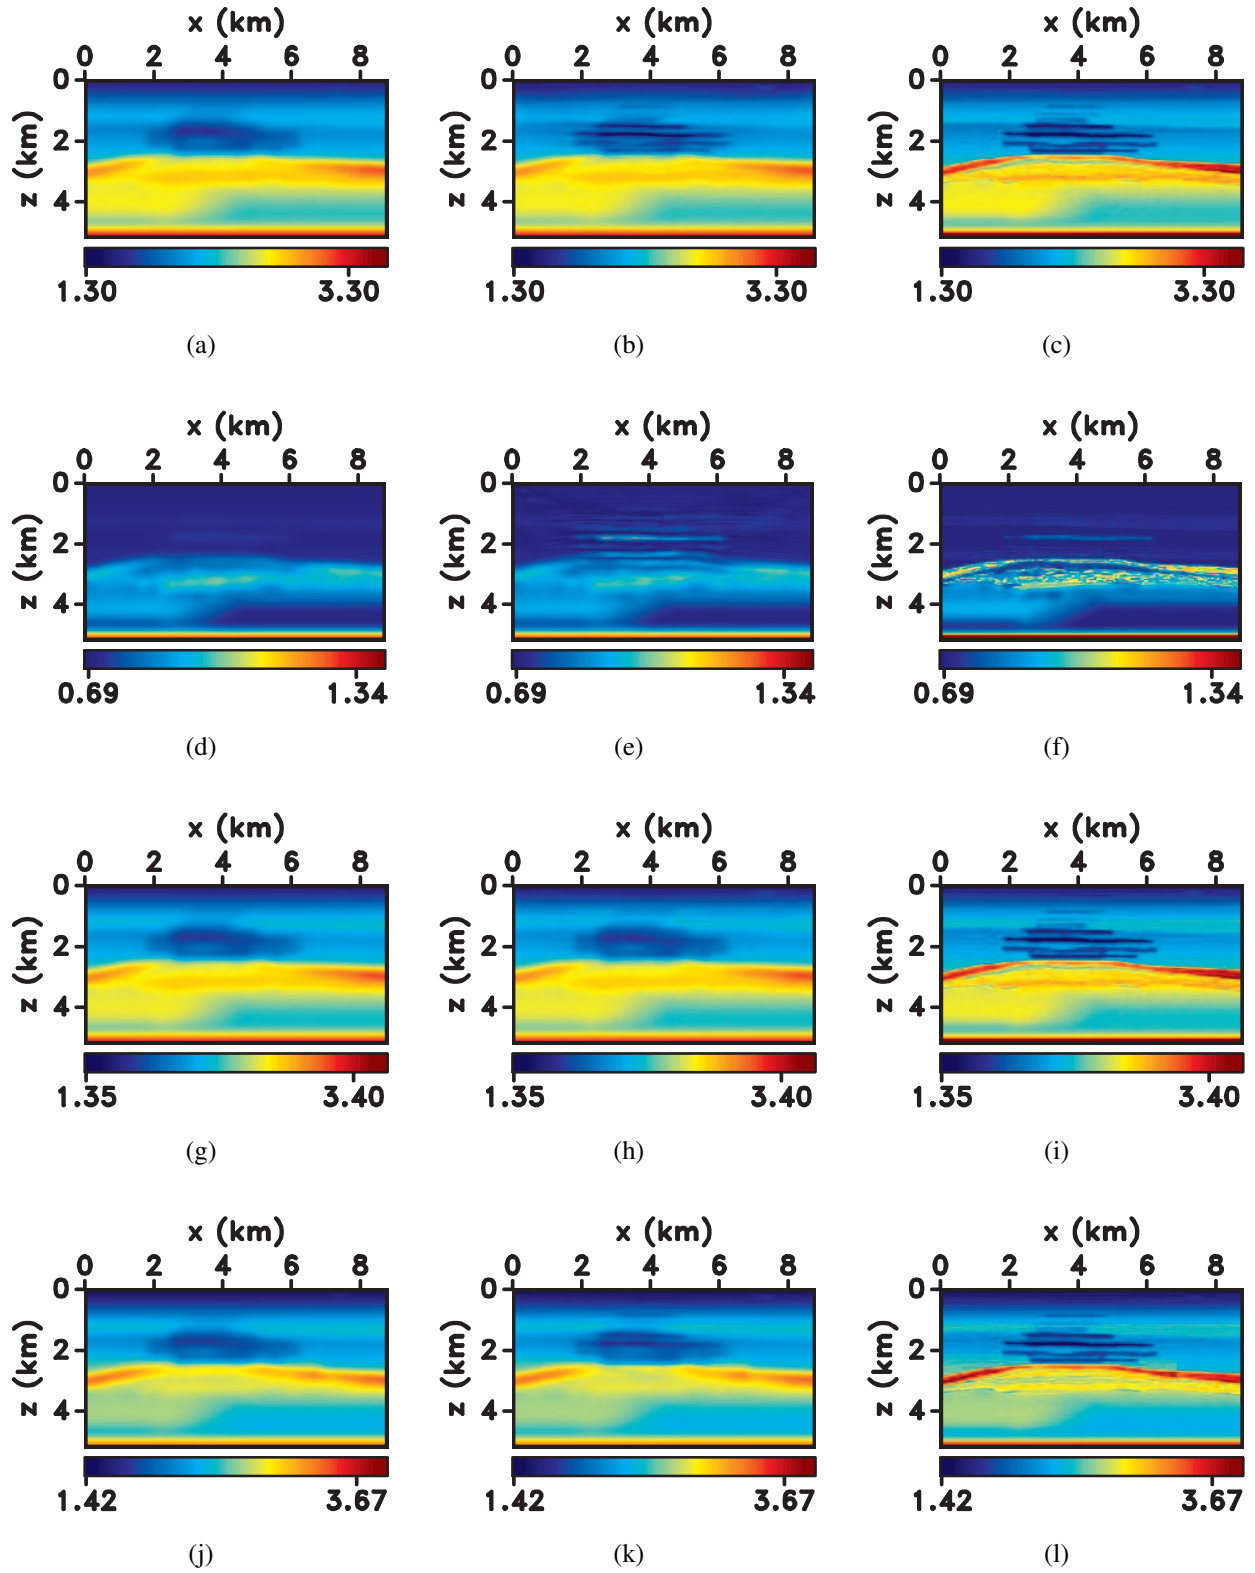 x (km) x (km) x (km)
0 2 4 6 8 0 2 4 6 8 0 2 4 6 8
z (km) 0 2 4 z (km) 0 2 4 z (km) 0 2 4
1.30 3.30 1.30 3.30 1.30 3.30
(a) (b) (c)
x (km) x (km) x (km)
0 2 4 6 8 0 2 4 6 8 0 2 4 6 8
z (km) 0 2 4 z (km) 0 2 4 z (km) 0 2 4
0.69 1.34 0.69 1.34 0.69 1.34
(d) (e) (f)
x (km) x (km) x (km)
0 2 4 6 8 0 2 4 6 8 0 2 4 6 8
z (km) 0 2 4 z (km) 0 2 4 z (km) 0 2 4
1.35 3.40 1.35 3.40 1.35 3.40
(g) (h) (i)
x (km) x (km) x (km)
0 2 4 6 8 0 2 4 6 8 0 2 4 6 8
z (km) 0 2 4 z (km) 0 2 4 z (km) 0 2 4
1.42 3.67 1.42 3.67 1.42 3.67
(j) (k) (l)